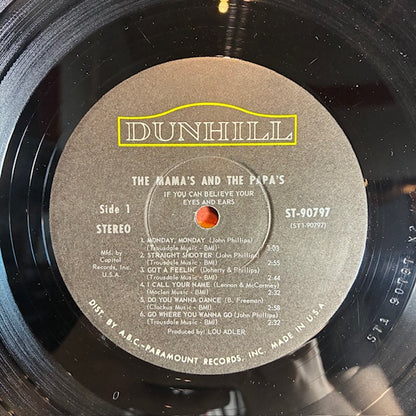 DUNHILL
THE MAMA'S AND THE PAPA'S
IF YOU CAN BELIEVE YOUR
EYES AND EARS
Side 1
STEREO
ST-90797
(ST1-90797)
Mfd. by
Capitol
Records, Inc.
U.S.A.
1. MONDAY, MONDAY (John Phillips)
(Trousdale Music - BMI) 3:03
2. STRAIGHT SHOOTER (John Phillips)
(Trousdale Music - BMI) 2:55
3. GOT A FEELIN' (Doherty & Phillips)
(Trousdale Music - BMI) 2:44
4. I CALL YOUR NAME (Lennon & McCartney)
(Maclen Music - BMI) 2:32
5. DO YOU WANNA DANCE (B. Freeman)
(Clockus Music - BMI) 2:58
6. GO WHERE YOU WANNA GO (John Phillips)
(Trousdale Music - BMI) 2:32
Produced by: LOU ADLER
DIST. BY A.B.C.-PARAMOUNT RECORDS, INC. MADE IN U.S.A.
ST1 90797